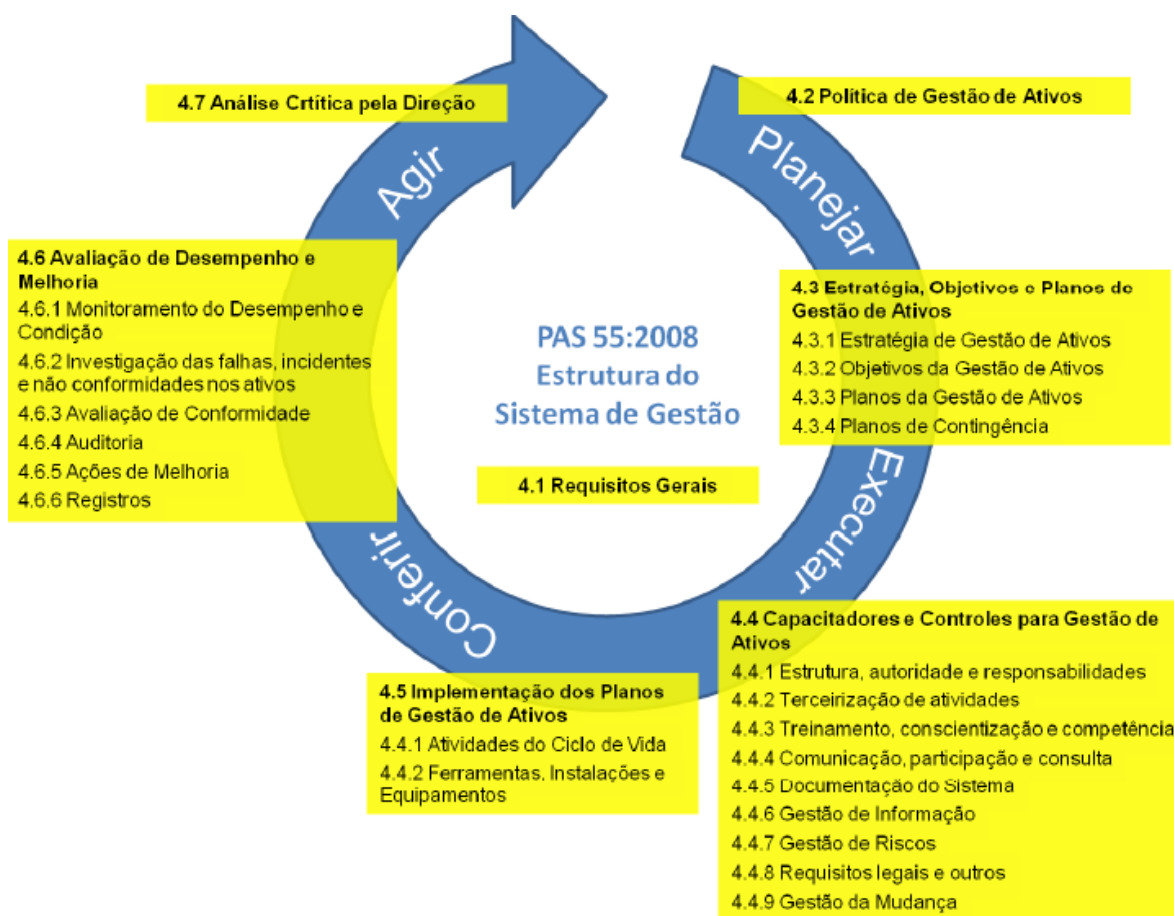 4.7 Análise Crtítica pela Direção
4.2 Política de Gestão de Ativos
Agir
Planejar
4.6 Avaliação de Desempenho e
Melhoria
4.6.1 Monitoramento do Desempenho e
Condição
4.6.2 Investigação das falhas, incidentes
e não conformidades nos ativos
4.6.3 Avaliação de Conformidade
4.6.4 Auditoria
4.6.5 Ações de Melhoria
4.6.6 Registros
PAS 55:2008
Estrutura do
Sistema de Gestão
4.1 Requisitos Gerais
4.3 Estratégia, Objetivos e Planos de
Gestão de Ativos
4.3.1 Estratégia de Gestão de Ativos
4.3.2 Objetivos da Gestão de Ativos
4.3.3 Planos da Gestão de Ativos
4.3.4 Planos de Contingência
Executar
Conferir
4.5 Implementação dos Planos
de Gestão de Ativos
4.4.1 Atividades do Ciclo de Vida
4.4.2 Ferramentas. Instalações e
Equipamentos
4.4 Capacitadores e Controles para Gestão de
Ativos
4.4.1 Estrutura, autoridade e responsabilidades
4.4.2 Terceirização de atividades
4.4.3 Treinamento, conscientização e competência
4.4.4 Comunicação, participação e consulta
4.4.5 Documentação do Sistema
4.4.6 Gestão de Informação
4.4.7 Gestão de Riscos
4.4.8 Requisitos legais e outros
4.4.9 Gestão da Mudança